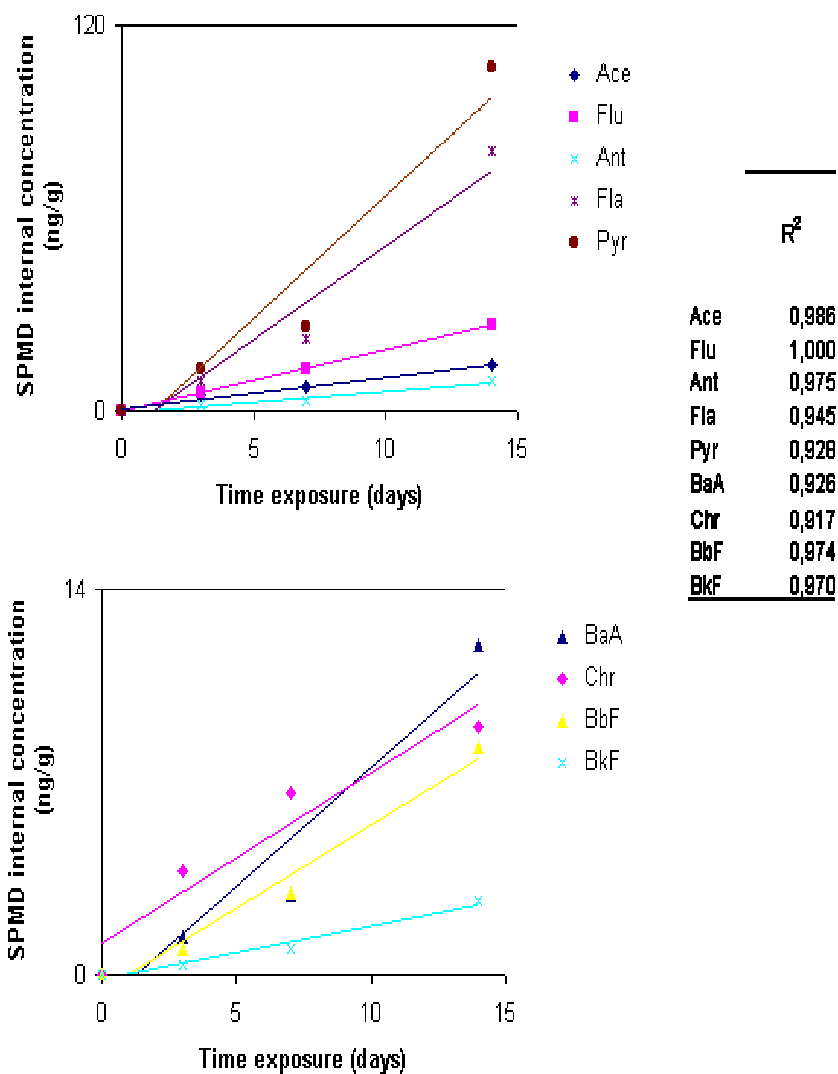 120
0
0 5 10 15
SPMD internal concentration
(ng/g)
Time exposure (days)
Ace
Flu
Ant
Fla
Pyr
R²
Ace 0,986
Flu 1,000
Ant 0,975
Fla 0,945
Pyr 0,928
BaA 0,926
Chr 0,917
BbF 0,974
BkF 0,970
14
0
0 5 10 15
SPMD internal concentration
(ng/g)
Time exposure (days)
BaA
Chr
BbF
BkF